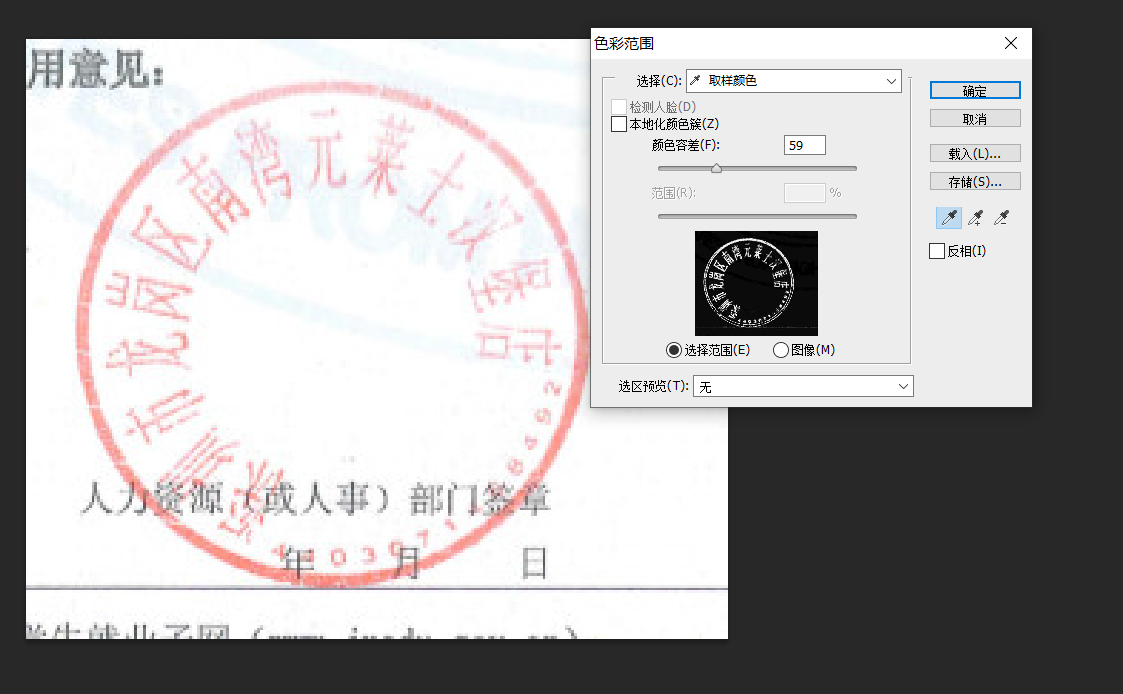 用意见：
深圳市龙岗区南湾元莱士汉堡店
人力资源（或人事）部门签章
年 月 日
色彩范围
选择(C): 取样颜色
检测人脸(D)
本地化颜色簇(Z)
颜色容差(F): 59
范围(R): %
选择范围(E) 图像(M)
选区预览(T): 无
确定
取消
载入(L)...
存储(S)...
反相(I)